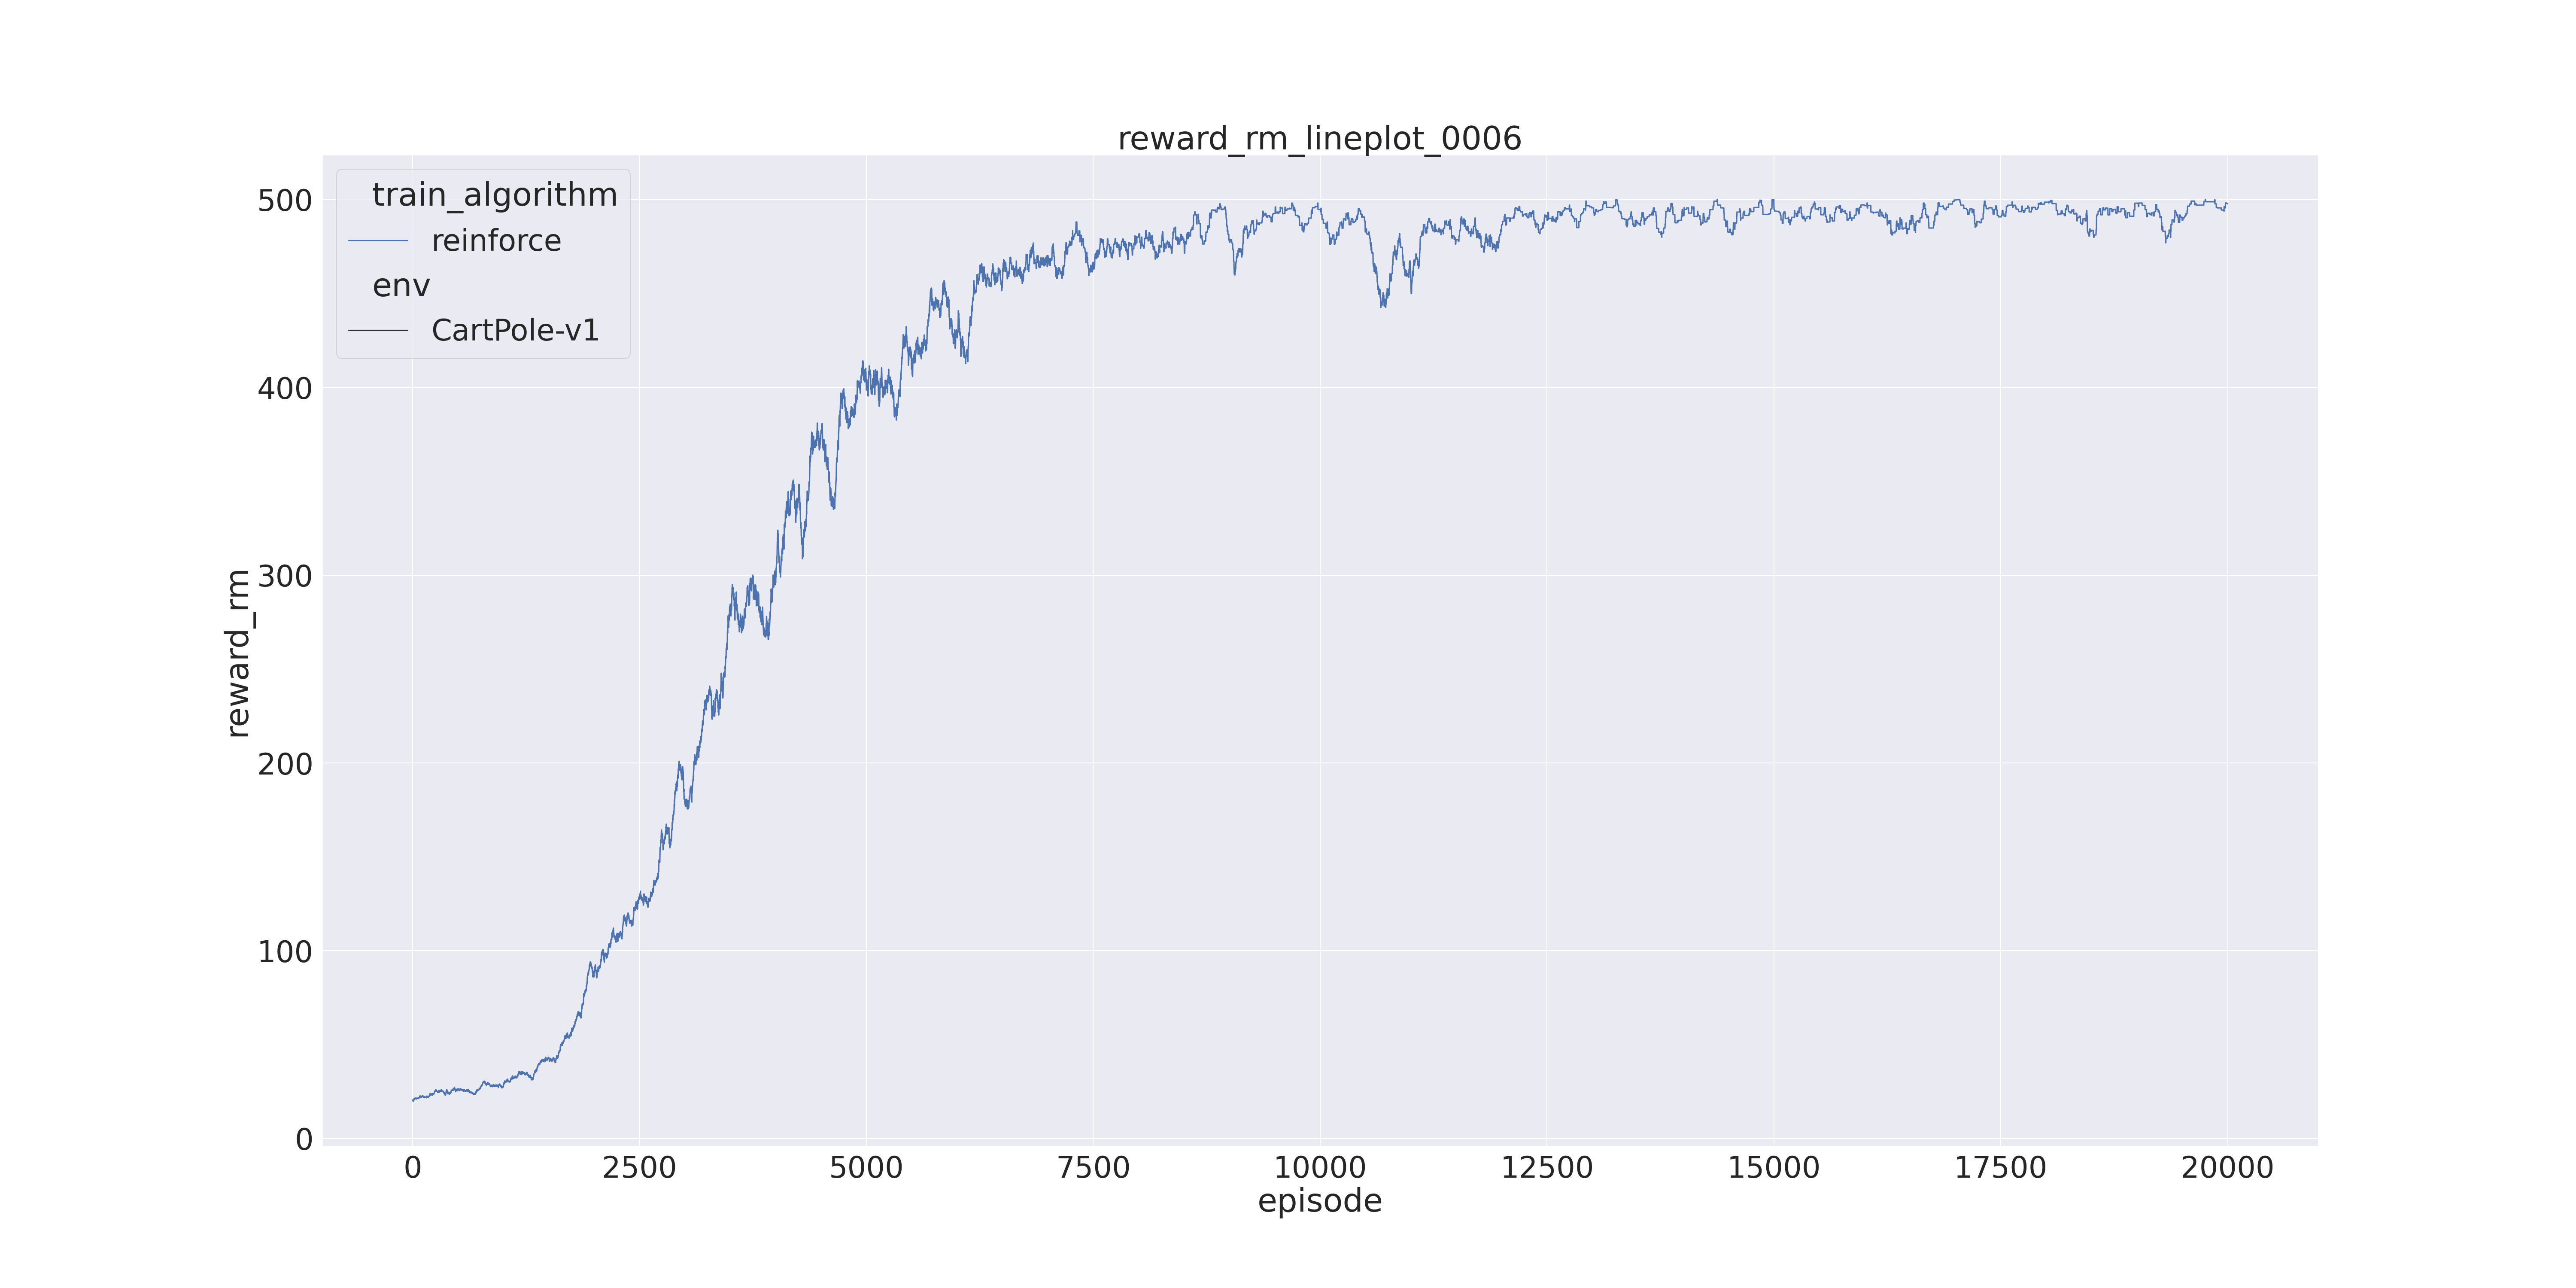 reward_rm_lineplot_0006
train_algorithm
reinforce
env
CartPole-v1
500
400
300
200
100
0
reward_rm
0 2500 5000 7500 10000 12500 15000 17500 20000
episode